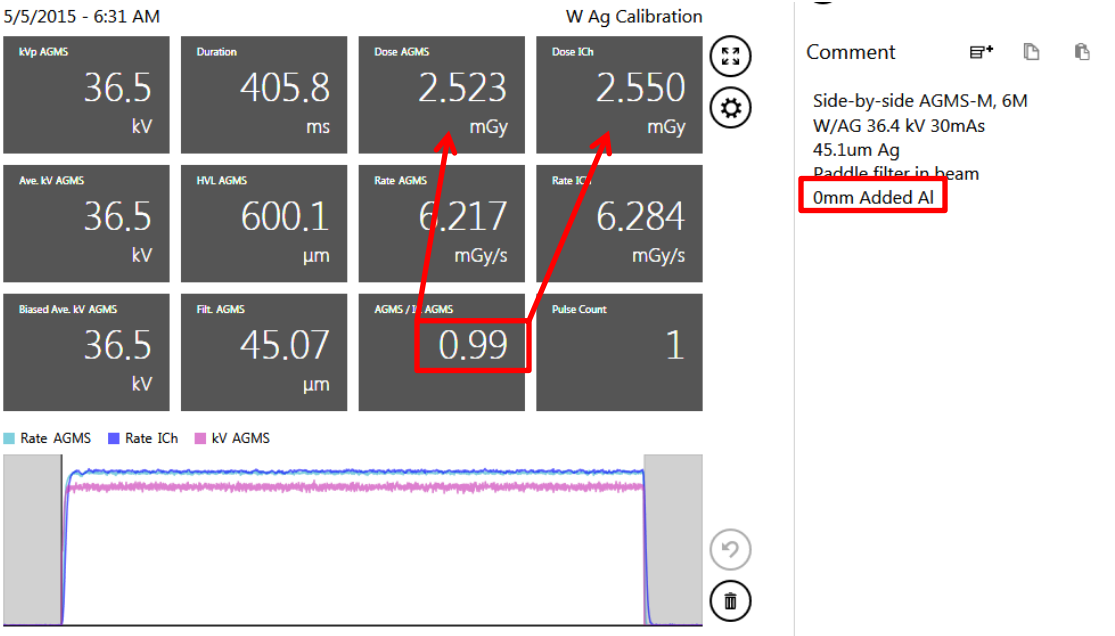 5/5/2015 - 6:31 AM W Ag Calibration
kVp AGMS Duration Dose AGMS Dose ICh
36.5 405.8 2.523 2.550
kV ms mGy mGy
Ave. kV AGMS HVL AGMS Rate AGMS Rate ICh
36.5 600.1 6.217 6.284
kV µm mGy/s mGy/s
Biased Ave. kV AGMS Filt. AGMS AGMS / AGMS Pulse Count
36.5 45.07 0.99 1
kV µm
Rate AGMS Rate ICh kV AGMS
Comment
Side-by-side AGMS-M, 6M
W/AG 36.4 kV 30mAs
45.1um Ag
Paddle filter in beam
0mm Added Al